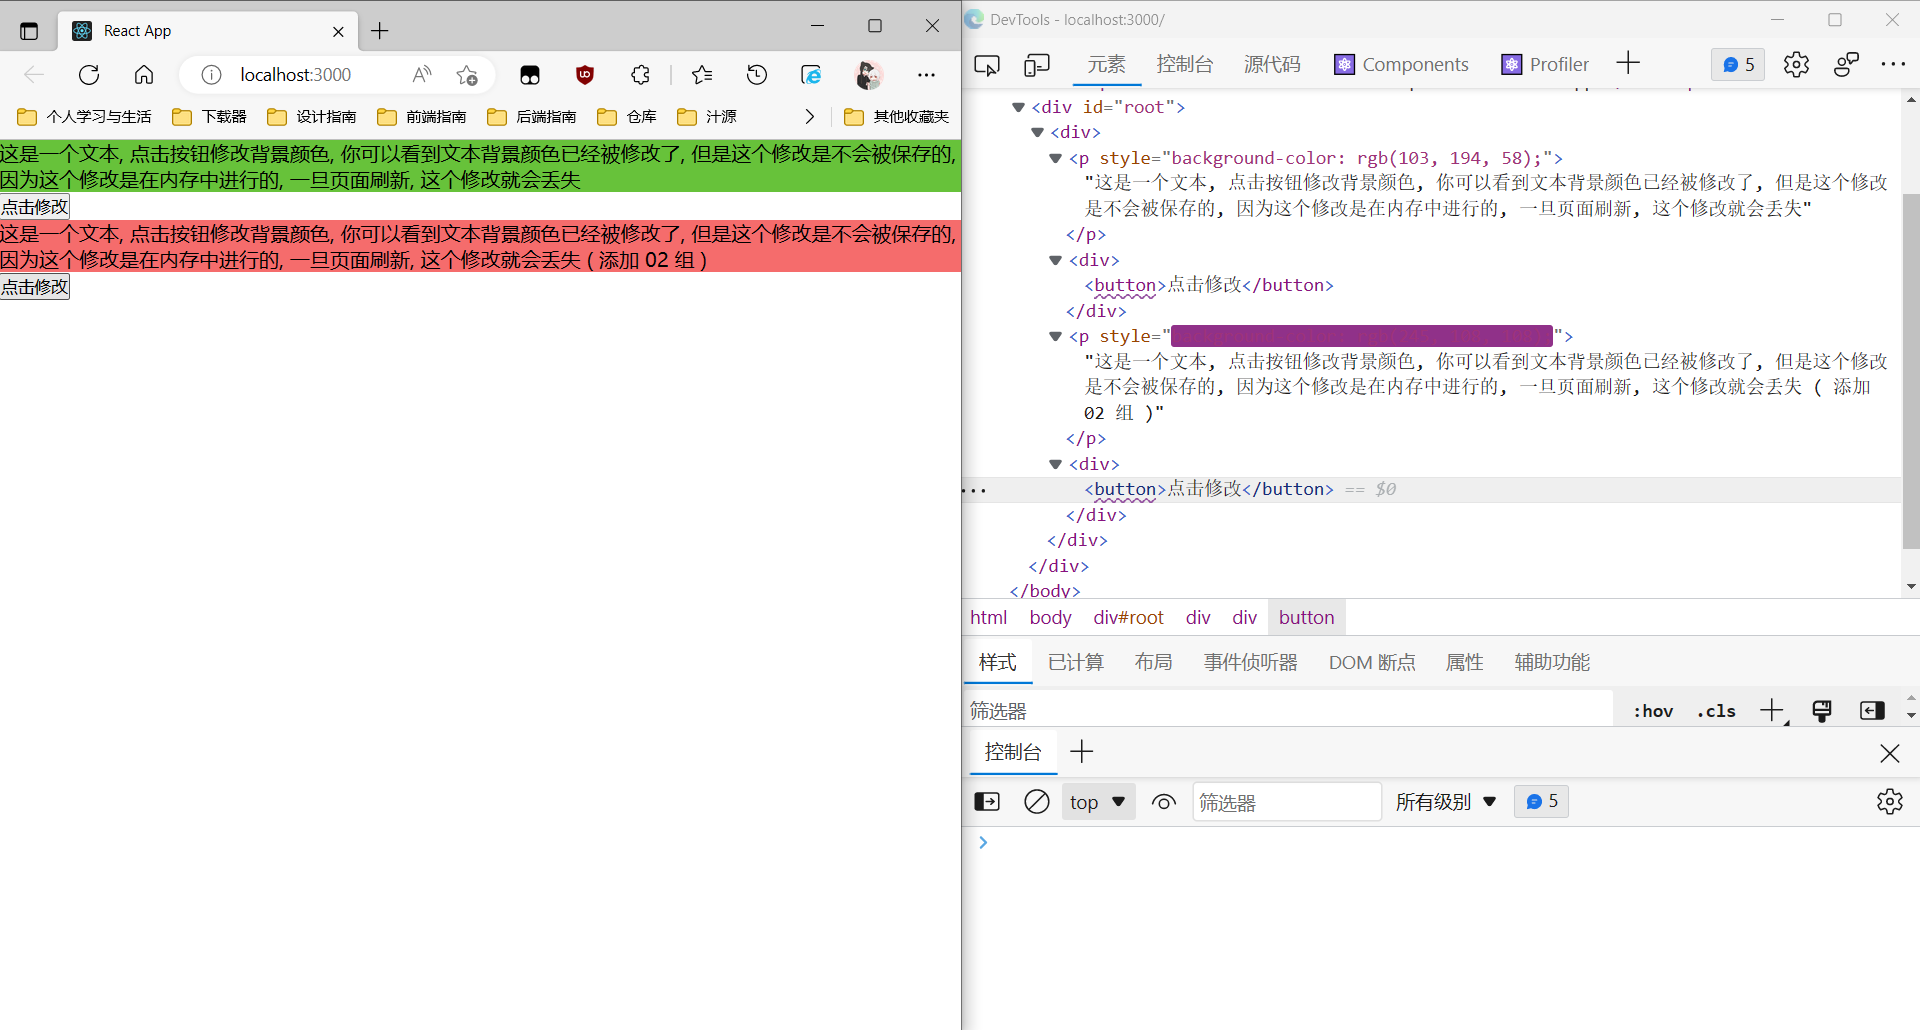 React App
localhost:3000
个人学习与生活
下载器
设计指南
前端指南
后端指南
仓库
汁源
其他收藏夹
这是一个文本, 点击按钮修改背景颜色, 你可以看到文本背景颜色已经被修改了, 但是这个修改是不会被保存的,
因为这个修改是在内存中进行的, 一旦页面刷新, 这个修改就会丢失
点击修改
这是一个文本, 点击按钮修改背景颜色, 你可以看到文本背景颜色已经被修改了, 但是这个修改是不会被保存的,
因为这个修改是在内存中进行的, 一旦页面刷新, 这个修改就会丢失 ( 添加 02 组 )
点击修改
DevTools - localhost:3000/
元素 控制台 源代码 Components Profiler 5
<div id="root">
<div>
<p style="background-color: rgb(103, 194, 58);">
"这是一个文本, 点击按钮修改背景颜色, 你可以看到文本背景颜色已经被修改了, 但是这个修改
是不会被保存的, 因为这个修改是在内存中进行的, 一旦页面刷新, 这个修改就会丢失"
</p>
<div>
<button>点击修改</button>
</div>
<p style="
">
"这是一个文本, 点击按钮修改背景颜色, 你可以看到文本背景颜色已经被修改了, 但是这个修改
是不会被保存的, 因为这个修改是在内存中进行的, 一旦页面刷新, 这个修改就会丢失 ( 添加
02 组 )"
</p>
<div>
<button>点击修改</button> == $0
</div>
</div>
</div>
</body>
html body div#root div div button
样式 已计算 布局 事件侦听器 DOM 断点 属性 辅助功能
筛选器 :hov .cls
控制台
top 筛选器 所有级别 5